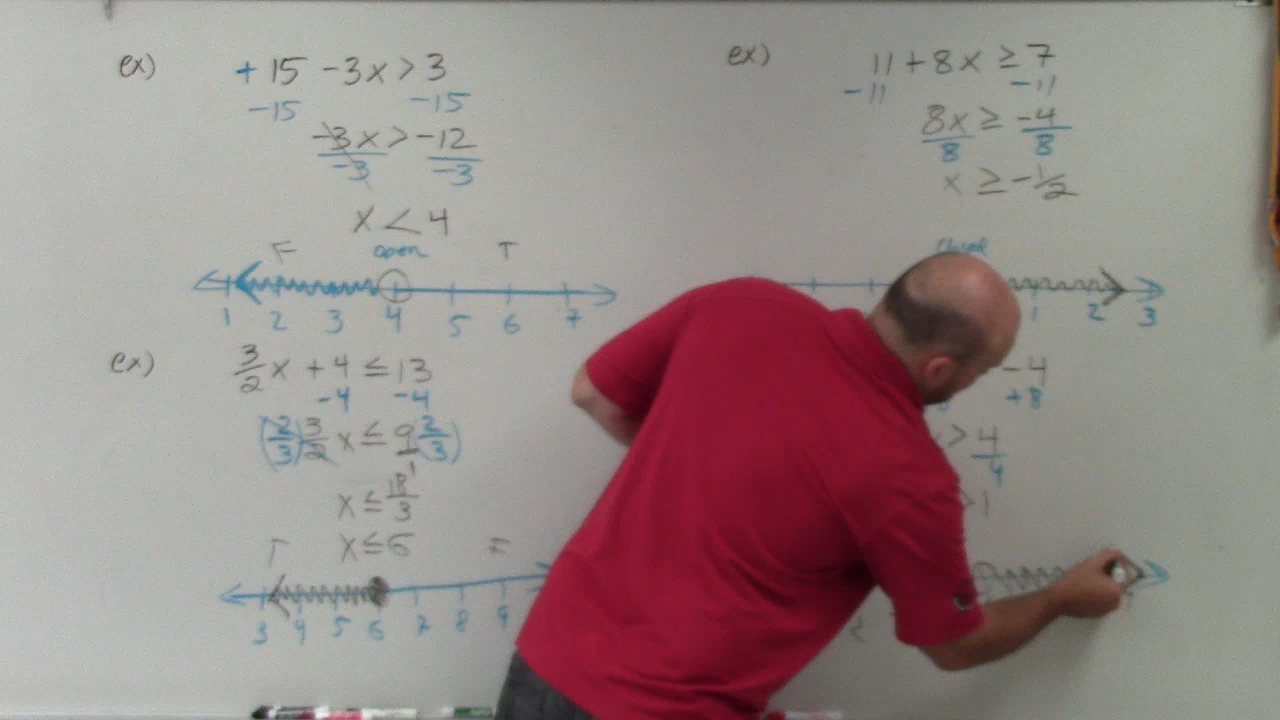 ex) +15 -3x > 3
-15 -15
-3x > -12
-3 -3
x < 4
F open T
1 2 3 4 5 6 7
ex) 3/2 x + 4 ≤ 13
-4 -4
(2/3) 3/2 x ≤ 9/1 (2/3)
x ≤ 18/3
x ≤ 6
T F
3 4 5 6 7 8 9
ex) 11 + 8x ≥ 7
-11 -11
8x ≥ -4
8 8
x ≥ -1/2
closed
1 2 3
-4
+8
> 4
4
> 1
2